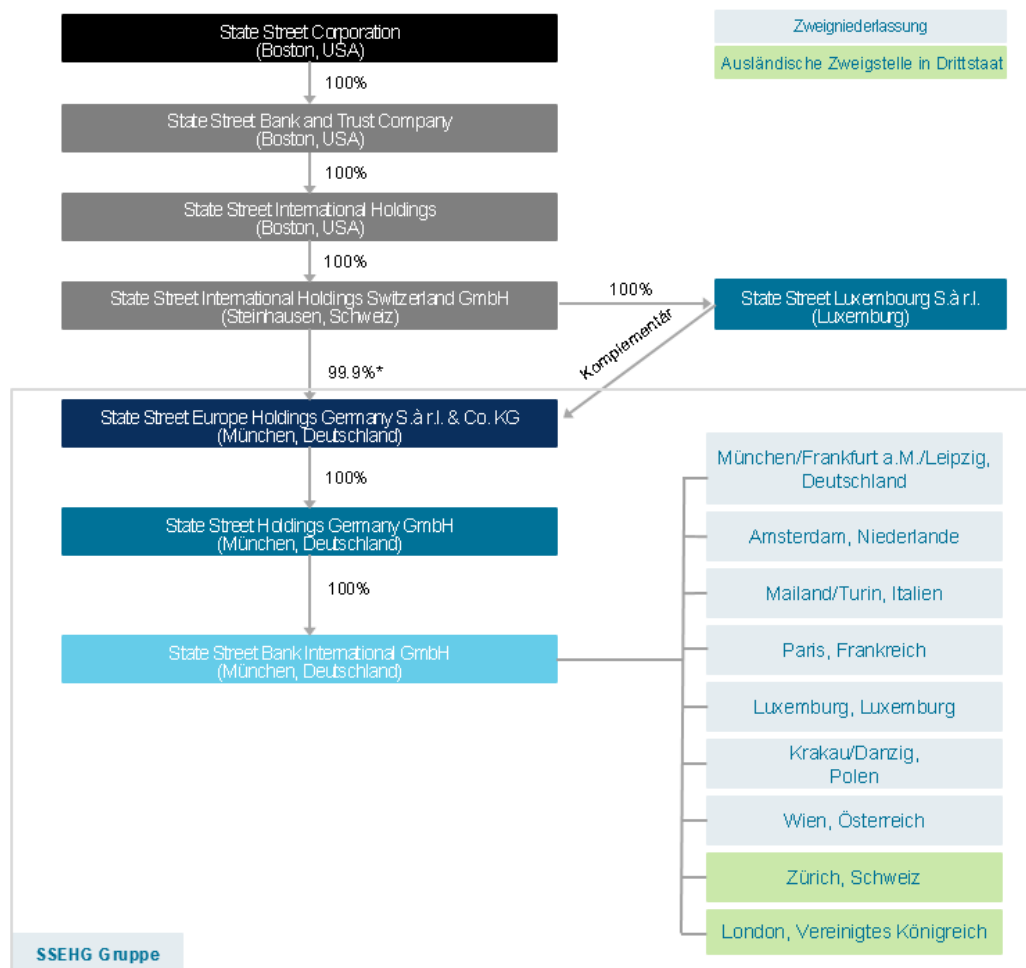 State Street Corporation
(Boston, USA)
Zweigniederlassung
Ausländische Zweigstelle in Drittstaat
100%
State Street Bank and Trust Company
(Boston, USA)
100%
State Street International Holdings
(Boston, USA)
100%
State Street International Holdings Switzerland GmbH
(Steinhausen, Schweiz)
100%
State Street Luxembourg S.à r.l.
(Luxemburg)
Komplementär
99.9%*
State Street Europe Holdings Germany S.à r.l. & Co. KG
(München, Deutschland)
100%
State Street Holdings Germany GmbH
(München, Deutschland)
100%
State Street Bank International GmbH
(München, Deutschland)
München/Frankfurt a.M./Leipzig,
Deutschland
Amsterdam, Niederlande
Mailand/Turin, Italien
Paris, Frankreich
Luxemburg, Luxemburg
Krakau/Danzig,
Polen
Wien, Österreich
Zürich, Schweiz
London, Vereinigtes Königreich
SSEHG Gruppe